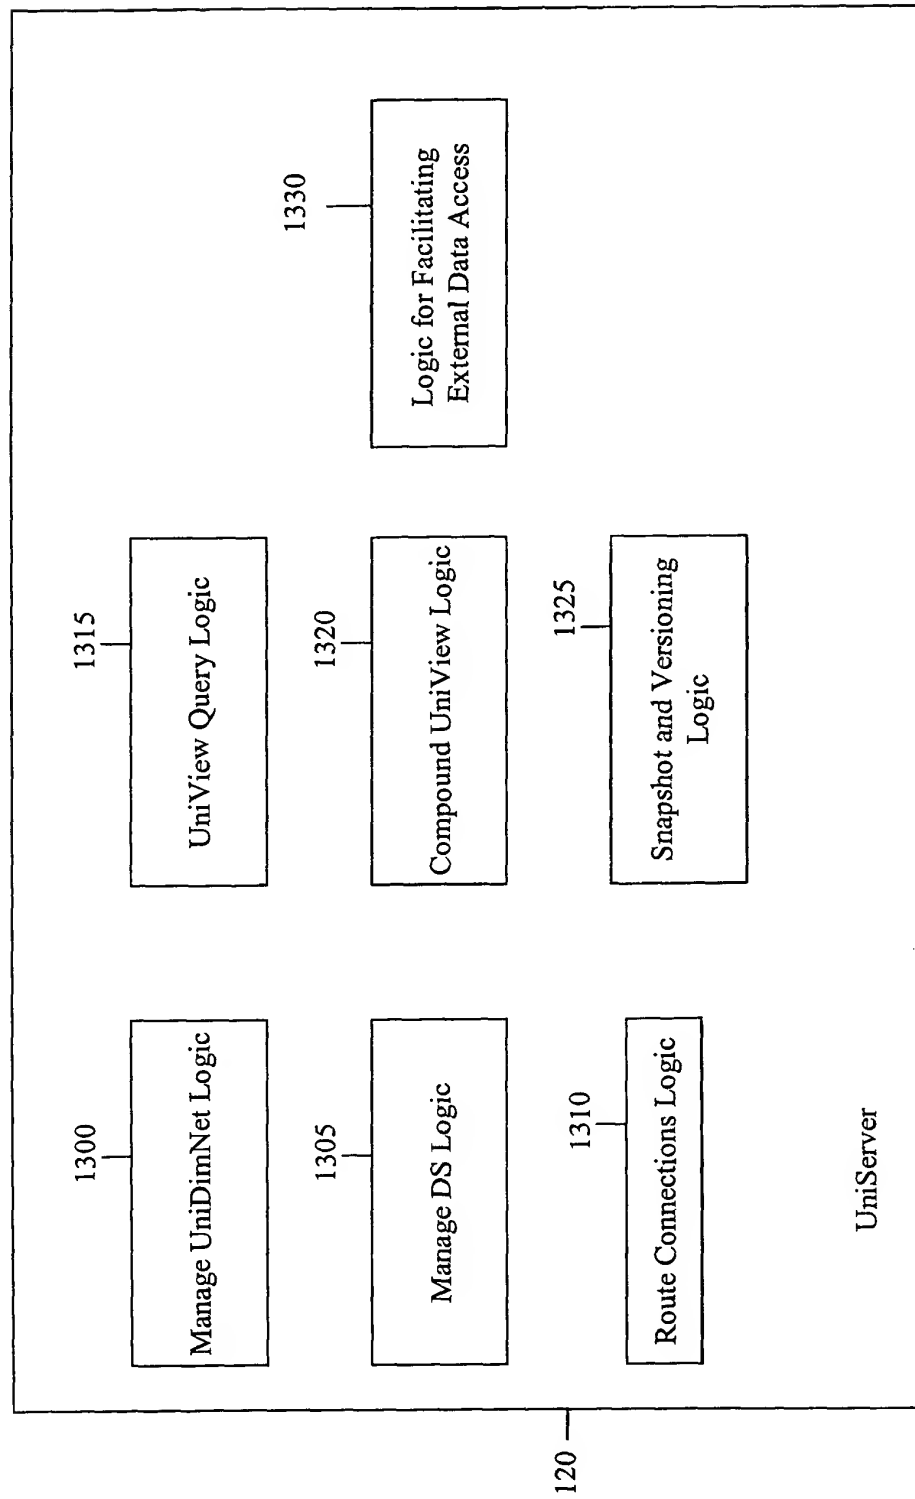 1300
Manage UniDimNet Logic
1305
Manage DS Logic
1310
Route Connections Logic
1315
UniView Query Logic
1320
Compound UniView Logic
1325
Snapshot and Versioning
Logic
1330
Logic for Facilitating
External Data Access
UniServer
120